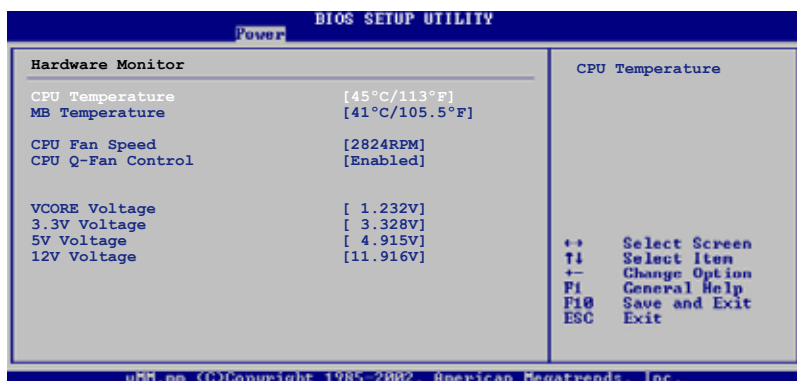 BIOS SETUP UTILITY
Power
Hardware Monitor
CPU Temperature [45°C/113°F]
MB Temperature [41°C/105.5°F]
CPU Fan Speed [2824RPM]
CPU Q-Fan Control [Enabled]
VCORE Voltage [ 1.232V]
3.3V Voltage [ 3.328V]
5V Voltage [ 4.915V]
12V Voltage [11.916V]
CPU Temperature
↔ Select Screen
↑↓ Select Item
+- Change Option
F1 General Help
F10 Save and Exit
ESC Exit
(C)Copyright 1985-2002, American Megatrends, Inc.